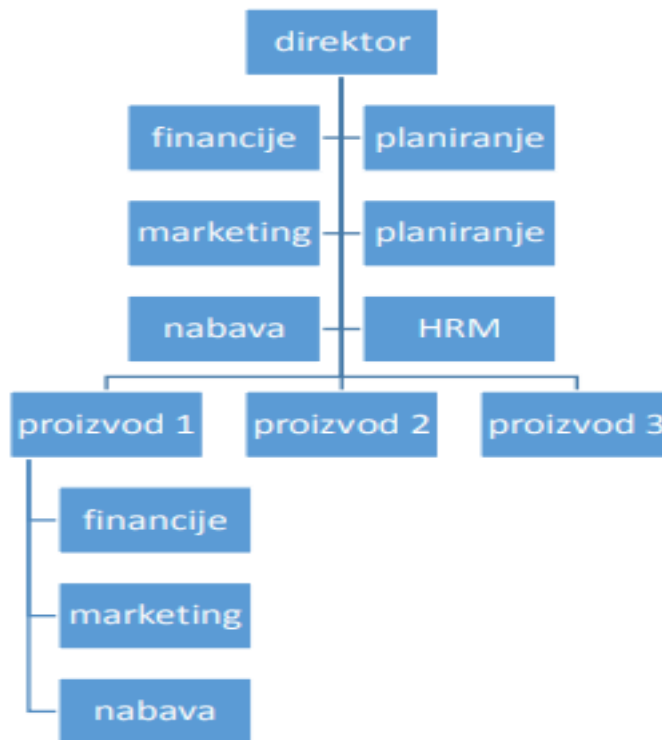 direktor
financije
planiranje
marketing
planiranje
nabava
HRM
proizvod 1
proizvod 2
proizvod 3
financije
marketing
nabava